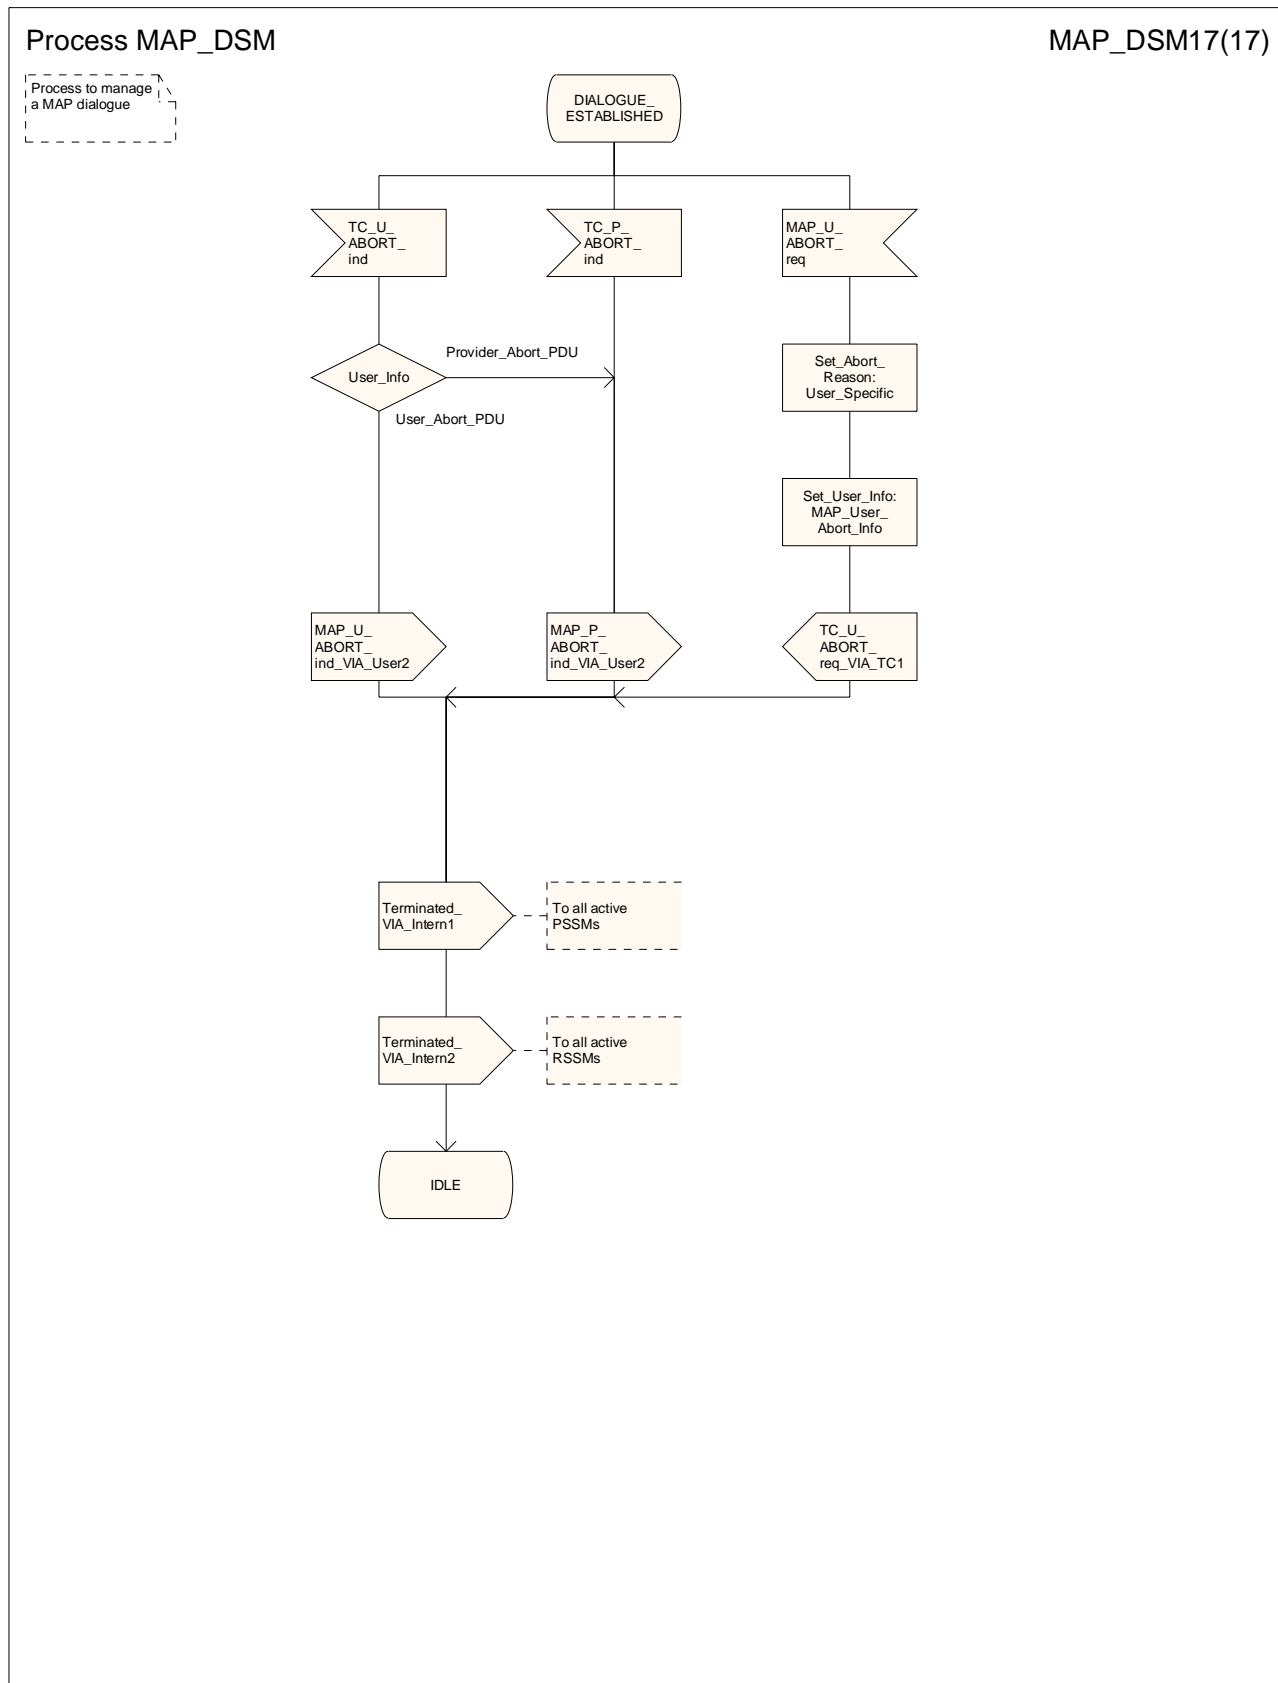 Process MAP_DSM
MAP_DSM17(17)
Process to manage
a MAP dialogue
DIALOGUE_
ESTABLISHED
TC_U_
ABORT_
ind
TC_P_
ABORT_
ind
MAP_U_
ABORT_
req
User_Info
Provider_Abort_PDU
User_Abort_PDU
Set_Abort_
Reason:
User_Specific
Set_User_Info:
MAP_User_
Abort_Info
MAP_U_
ABORT_
ind_VIA_User2
MAP_P_
ABORT_
ind_VIA_User2
TC_U_
ABORT_
req_VIA_TC1
Terminated_
VIA_Intern1
To all active
PSSMs
Terminated_
VIA_Intern2
To all active
RSSMs
IDLE